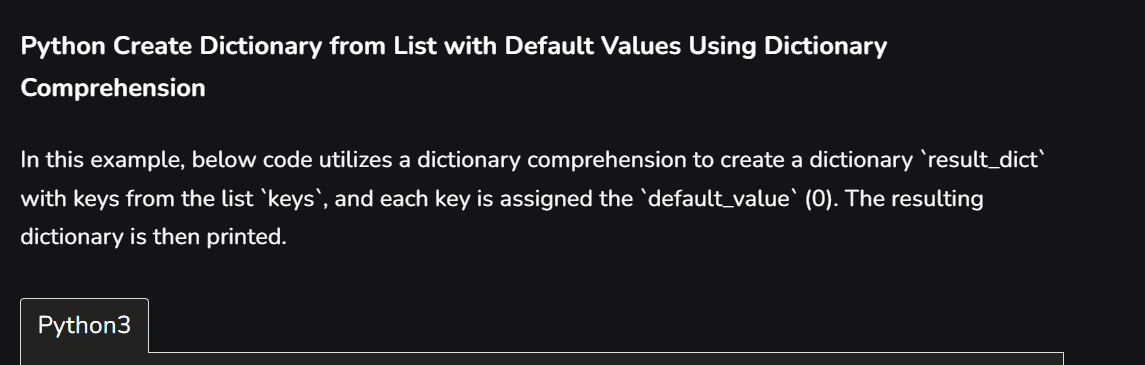 Python Create Dictionary from List with Default Values Using Dictionary
Comprehension
In this example, below code utilizes a dictionary comprehension to create a dictionary `result_dict`
with keys from the list `keys`, and each key is assigned the `default_value` (0). The resulting
dictionary is then printed.
Python3